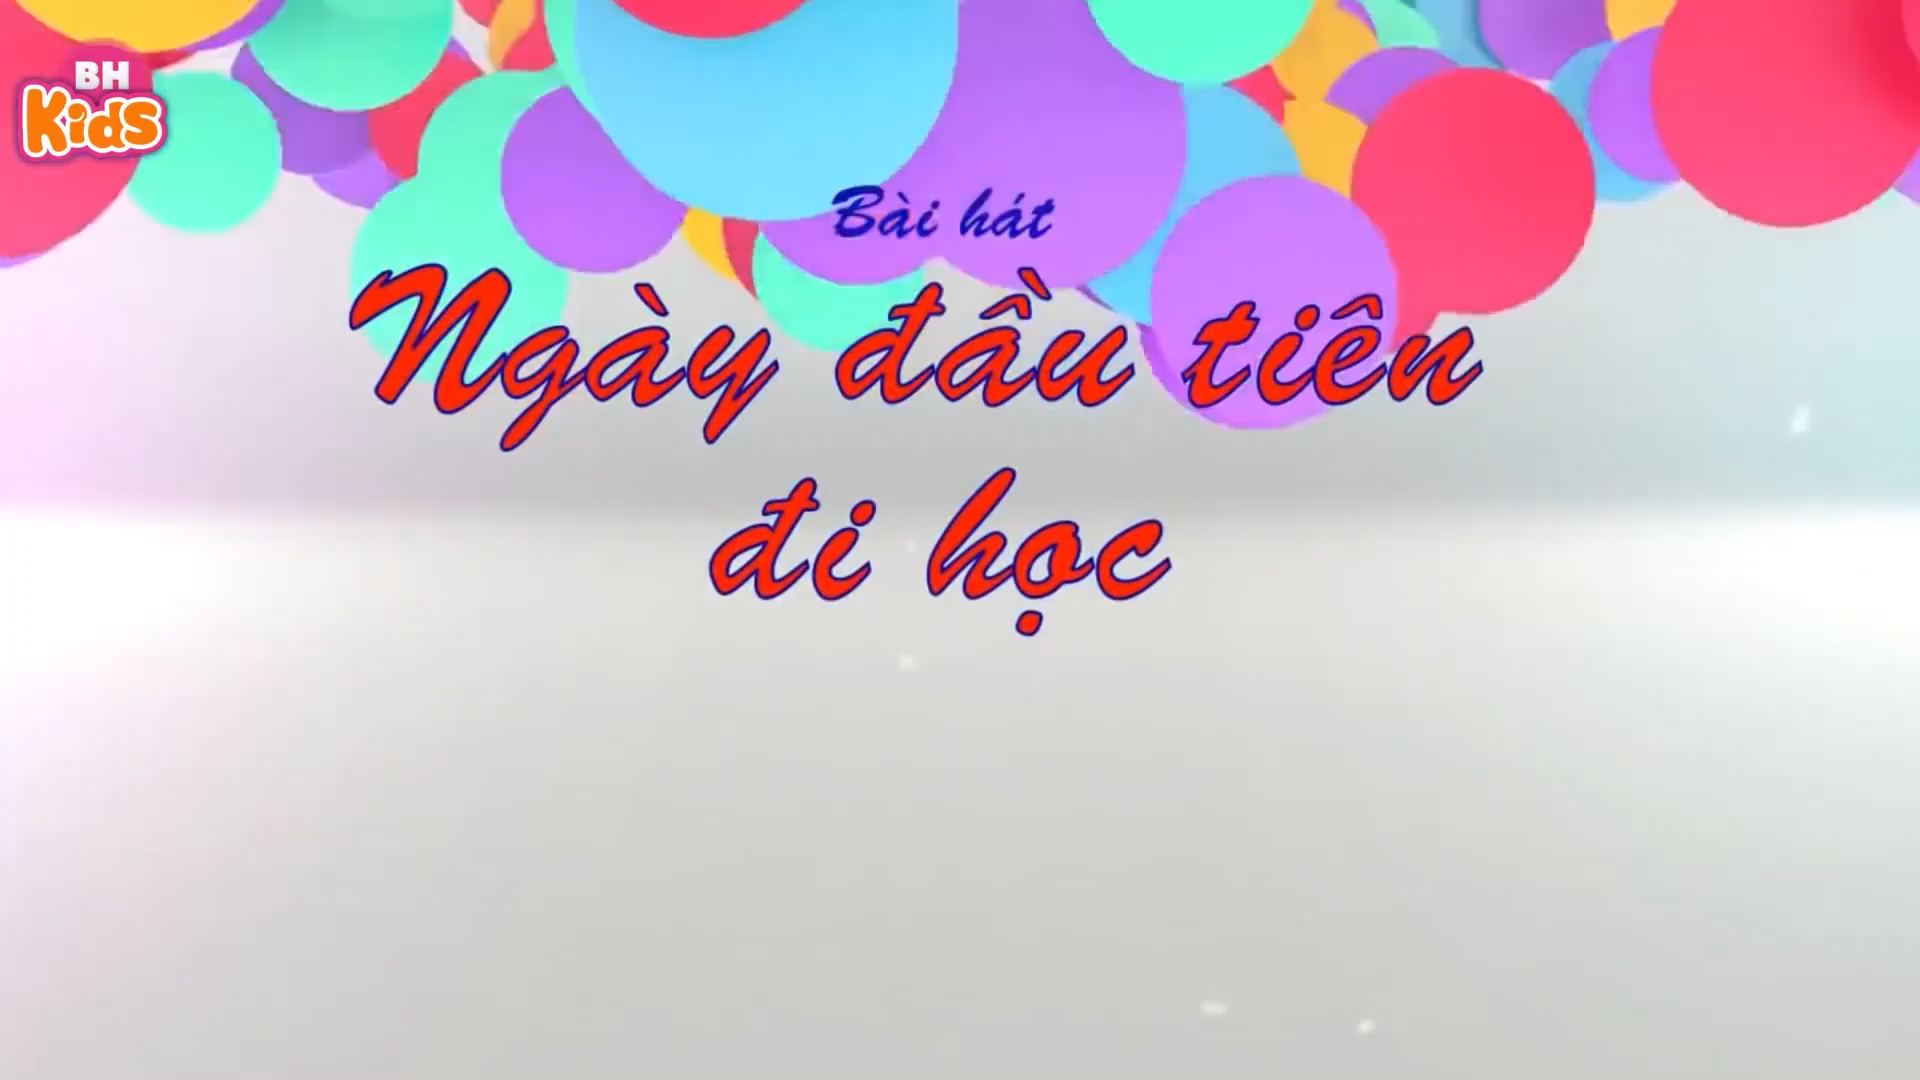 BH
Kids
Bài hát
Ngày đầu tiên
đi học